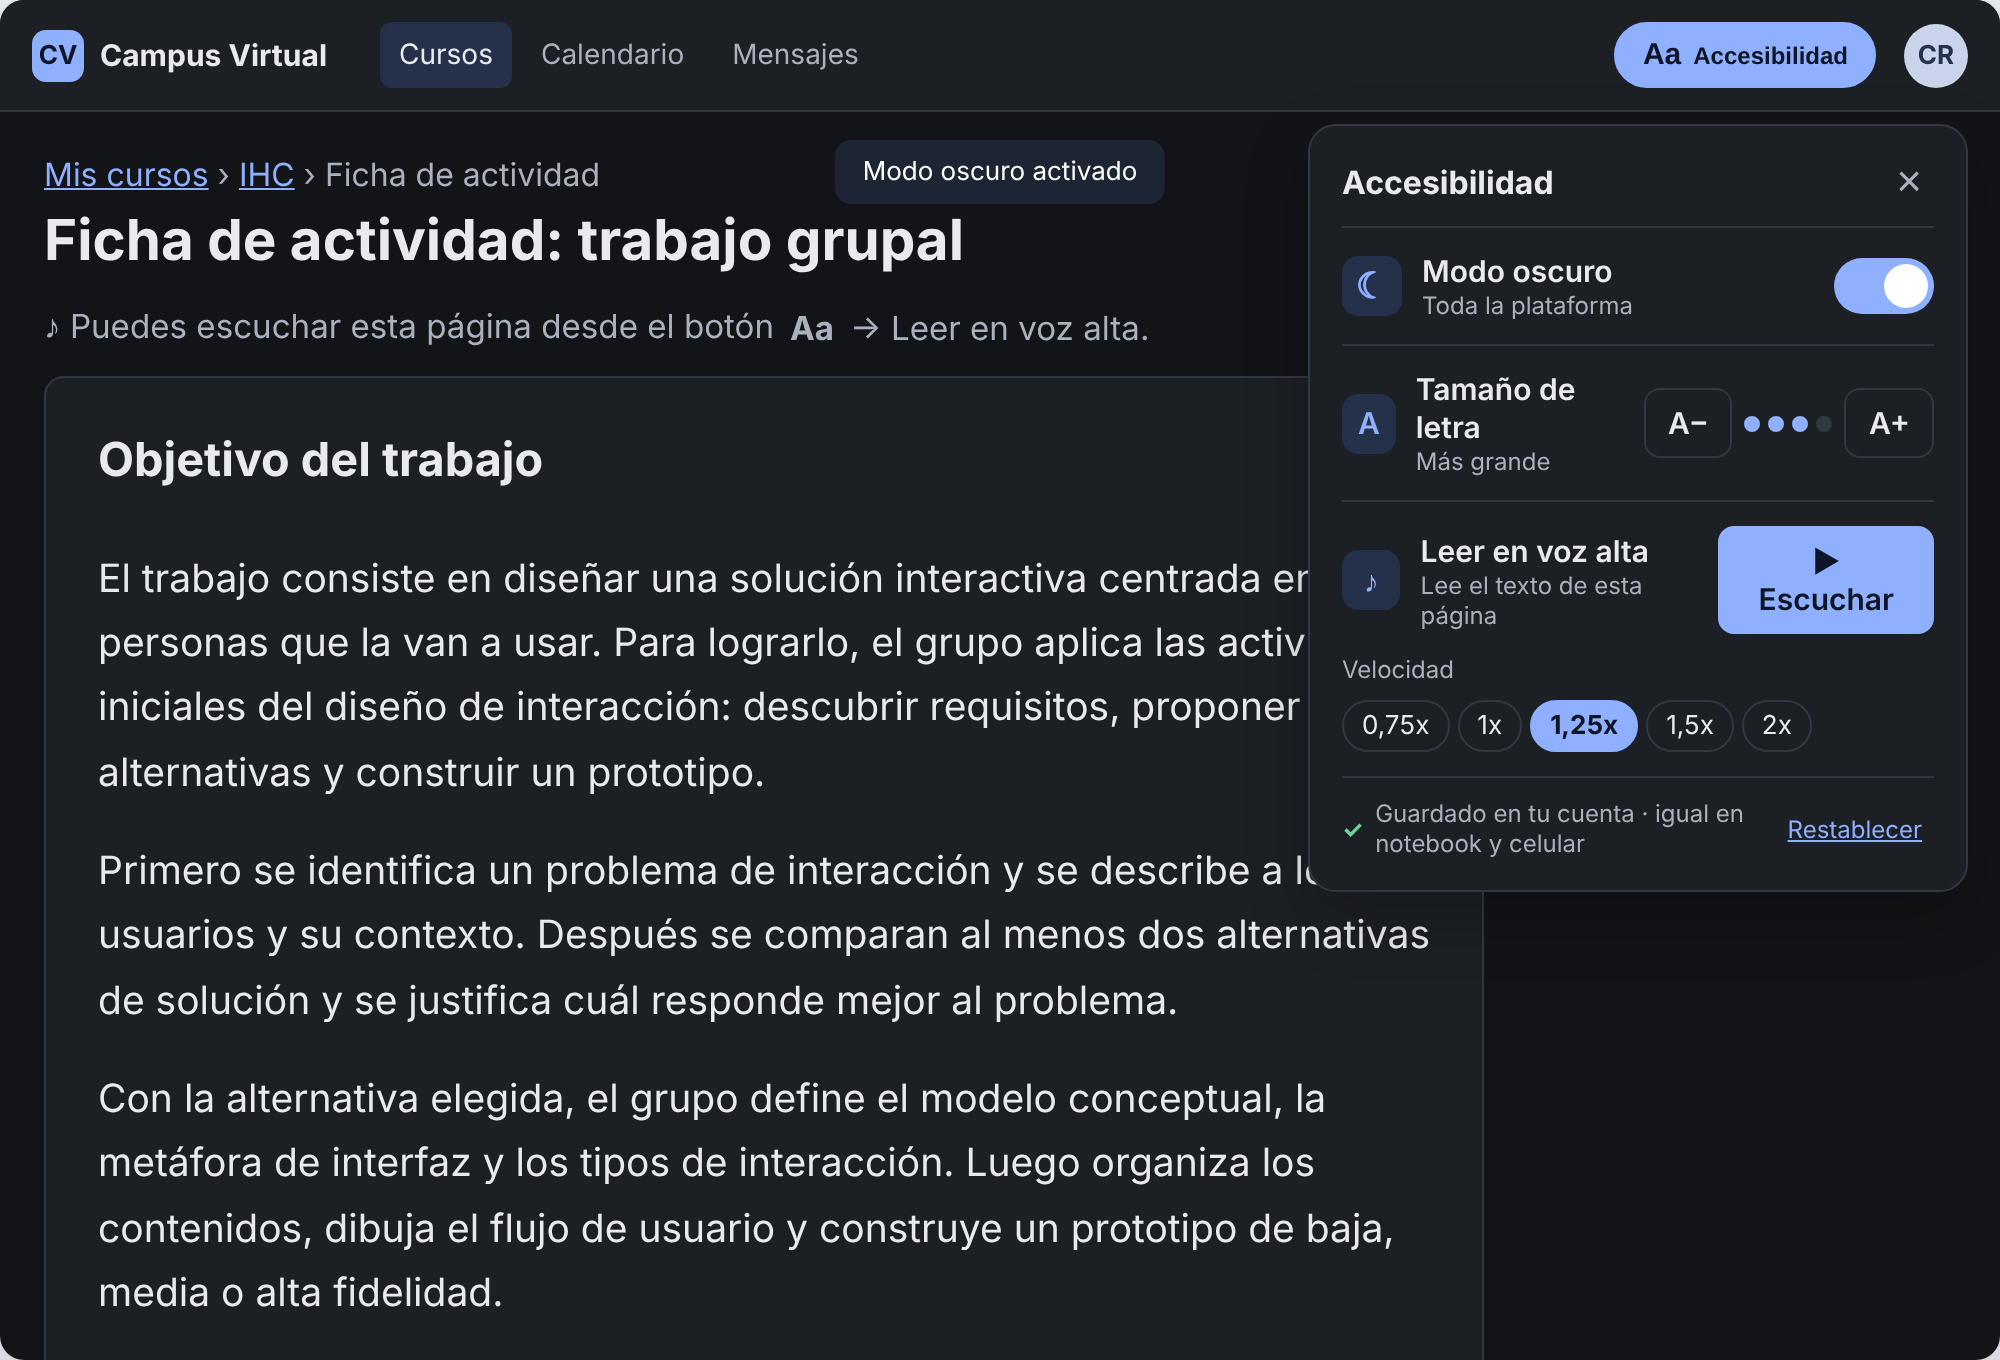 CV Campus Virtual Cursos Calendario Mensajes Aa Accesibilidad CR
Mis cursos › IHC › Ficha de actividad
Modo oscuro activado
Ficha de actividad: trabajo grupal
♪ Puedes escuchar esta página desde el botón Aa → Leer en voz alta.
Objetivo del trabajo
El trabajo consiste en diseñar una solución interactiva centrada
personas que la van a usar. Para lograrlo, el grupo aplica las
iniciales del diseño de interacción: descubrir requisitos, proponer
alternativas y construir un prototipo.
Primero se identifica un problema de interacción y se describe a
usuarios y su contexto. Después se comparan al menos dos alternativas
de solución y se justifica cuál responde mejor al problema.
Con la alternativa elegida, el grupo define el modelo conceptual, la
metáfora de interfaz y los tipos de interacción. Luego organiza los
contenidos, dibuja el flujo de usuario y construye un prototipo de baja,
media o alta fidelidad.
Accesibilidad ×
Modo oscuro
Toda la plataforma
A
Tamaño de
letra
Más grande
A− A+
♪
Leer en voz alta
Lee el texto de esta
página
▶
Escuchar
Velocidad
0,75x 1x 1,25x 1,5x 2x
✓ Guardado en tu cuenta · igual en
notebook y celular
Restablecer